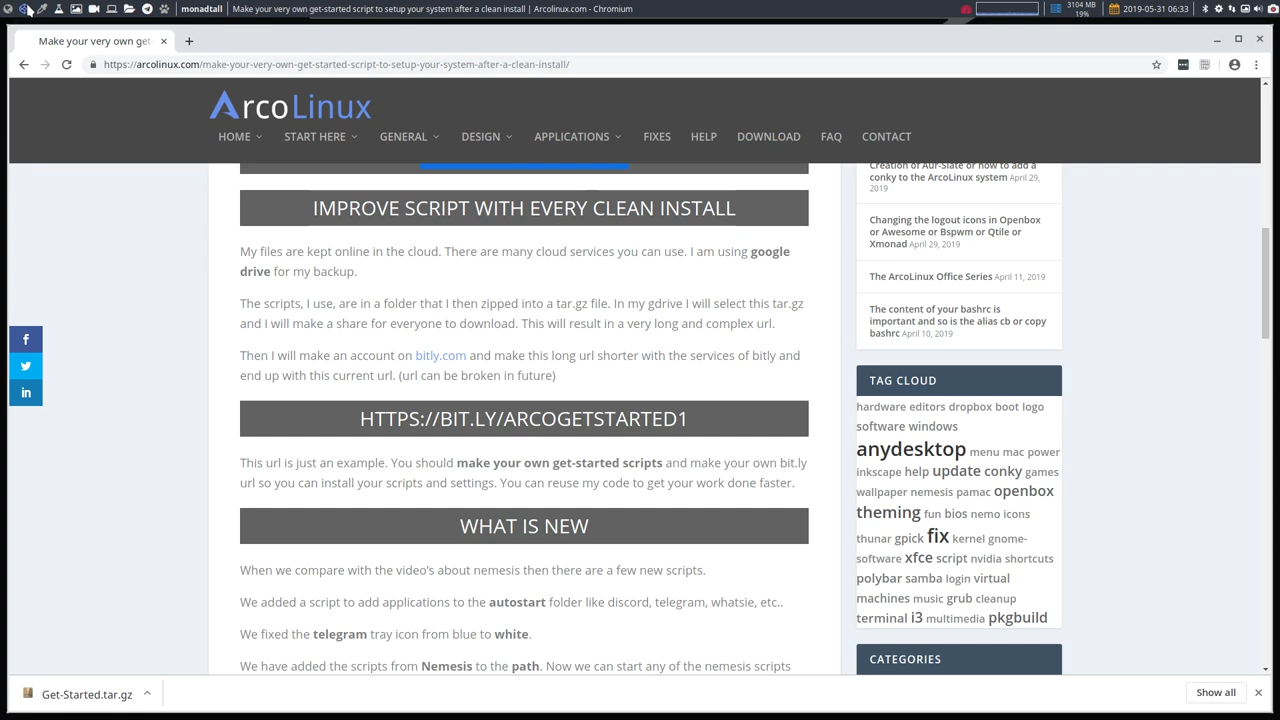 monadtall
Make your very own get-started script to setup your system after a clean install | Arcolinux.com - Chromium
3104 MB
19%
2019-05-31 06:33
Make your very own get-
https://arcolinux.com/make-your-very-own-get-started-script-to-setup-your-system-after-a-clean-install/
ArcoLinux
HOME
START HERE
GENERAL
DESIGN
APPLICATIONS
FIXES
HELP
DOWNLOAD
FAQ
CONTACT
IMPROVE SCRIPT WITH EVERY CLEAN INSTALL
My files are kept online in the cloud. There are many cloud services you can use. I am using google
drive for my backup.
The scripts, I use, are in a folder that I then zipped into a tar.gz file. In my gdrive I will select this tar.gz
and I will make a share for everyone to download. This will result in a very long and complex url.
Then I will make an account on bitly.com and make this long url shorter with the services of bitly and
end up with this current url. (url can be broken in future)
HTTPS://BIT.LY/ARCOGETSTARTED1
This url is just an example. You should make your own get-started scripts and make your own bit.ly
url so you can install your scripts and settings. You can reuse my code to get your work done faster.
WHAT IS NEW
When we compare with the video's about nemesis then there are a few new scripts.
We added a script to add applications to the autostart folder like discord, telegram, whatsie, etc..
We fixed the telegram tray icon from blue to white.
We have added the scripts from Nemesis to the path. Now we can start any of the nemesis scripts
Creation of Aur-Slate or how to add a
conky to the ArcoLinux system April 29,
2019
Changing the logout icons in Openbox
or Awesome or Bspwm or Qtile or
Xmonad April 29, 2019
The ArcoLinux Office Series April 11, 2019
The content of your bashrc is
important and so is the alias cb or copy
bashrc April 10, 2019
TAG CLOUD
hardware editors dropbox boot logo
software windows
anydesktop menu mac power
inkscape help update conky games
wallpaper nemesis pamac openbox
theming fun bios nemo icons
thunar gpick fix kernel gnome-
software xfce script nvidia shortcuts
polybar samba login virtual
machines music grub cleanup
terminal i3 multimedia pkgbuild
CATEGORIES
f
in
Get-Started.tar.gz
Show all